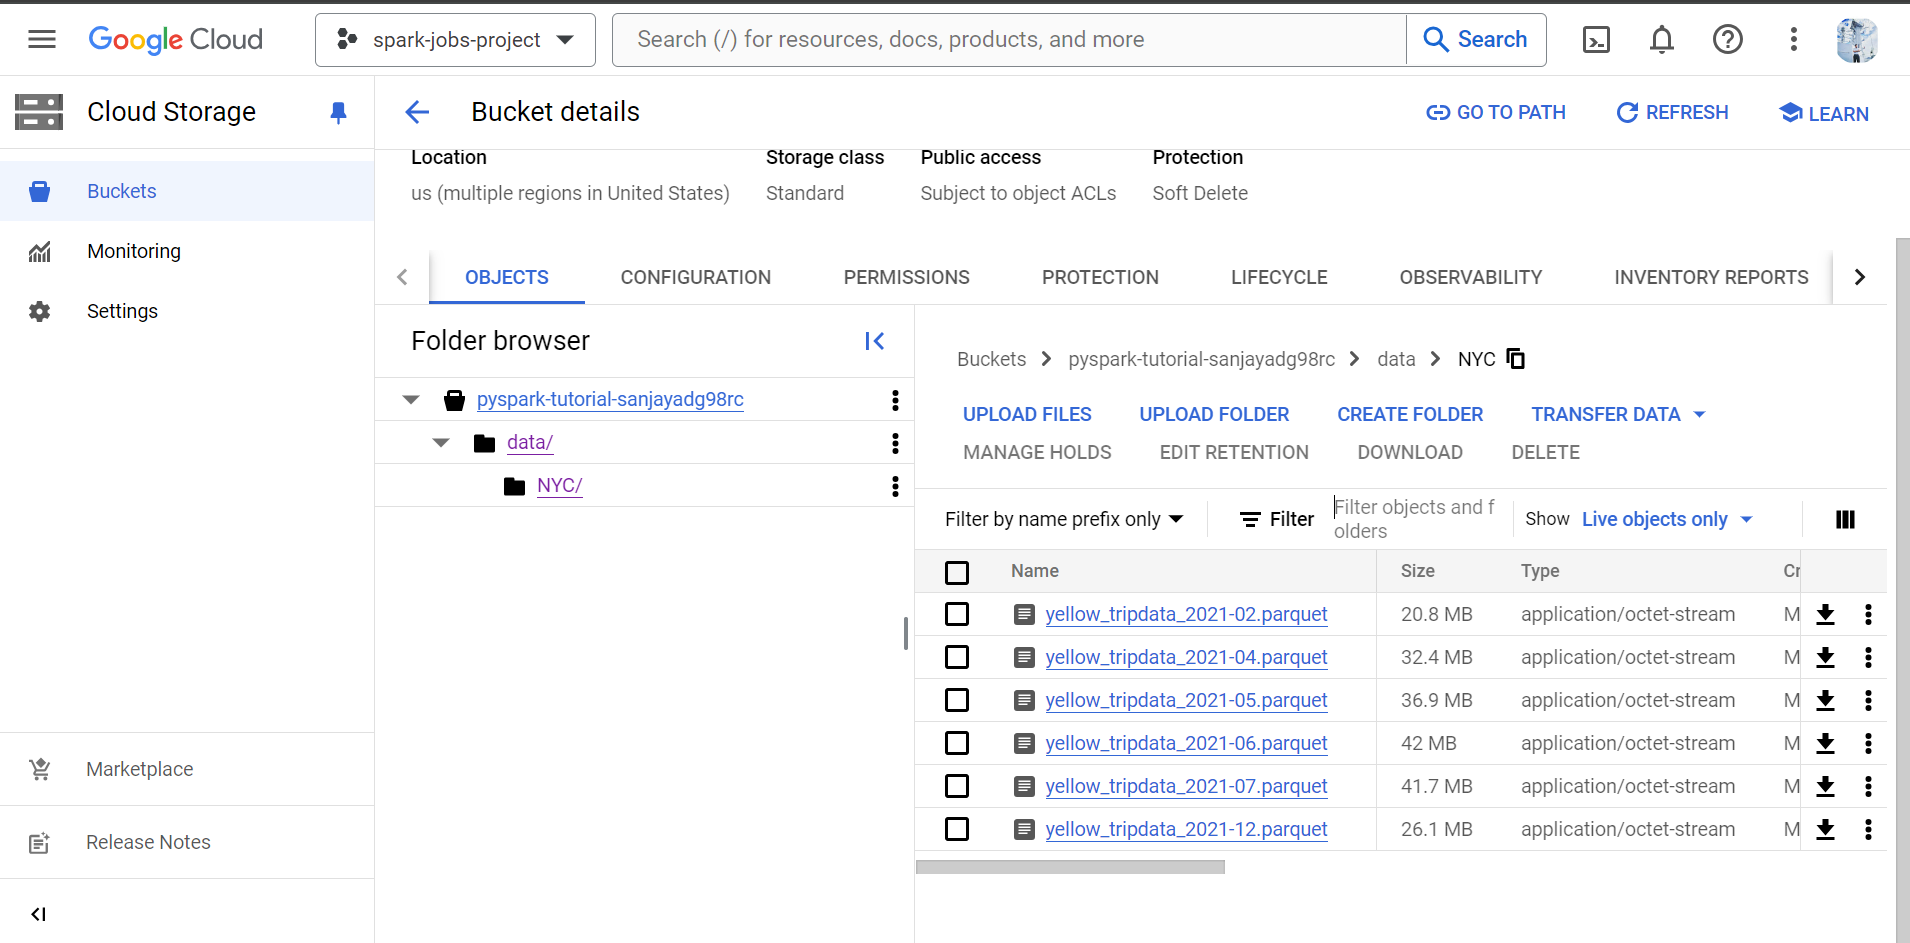 Google Cloud
spark-jobs-project
Search (/) for resources, docs, products, and more
Search
Cloud Storage
Bucket details
GO TO PATH
REFRESH
LEARN
Buckets
Monitoring
Settings
Marketplace
Release Notes
Location
Storage class
Public access
Protection
us (multiple regions in United States)
Standard
Subject to object ACLs
Soft Delete
OBJECTS
CONFIGURATION
PERMISSIONS
PROTECTION
LIFECYCLE
OBSERVABILITY
INVENTORY REPORTS
Folder browser
pyspark-tutorial-sanjayadg98rc
data/
NYC/
Buckets > pyspark-tutorial-sanjayadg98rc > data > NYC
UPLOAD FILES
UPLOAD FOLDER
CREATE FOLDER
TRANSFER DATA
MANAGE HOLDS
EDIT RETENTION
DOWNLOAD
DELETE
Filter by name prefix only
Filter
Filter objects and f
olders
Show Live objects only
Name Size Type Cr
yellow_tripdata_2021-02.parquet 20.8 MB application/octet-stream M
yellow_tripdata_2021-04.parquet 32.4 MB application/octet-stream M
yellow_tripdata_2021-05.parquet 36.9 MB application/octet-stream M
yellow_tripdata_2021-06.parquet 42 MB application/octet-stream M
yellow_tripdata_2021-07.parquet 41.7 MB application/octet-stream M
yellow_tripdata_2021-12.parquet 26.1 MB application/octet-stream M